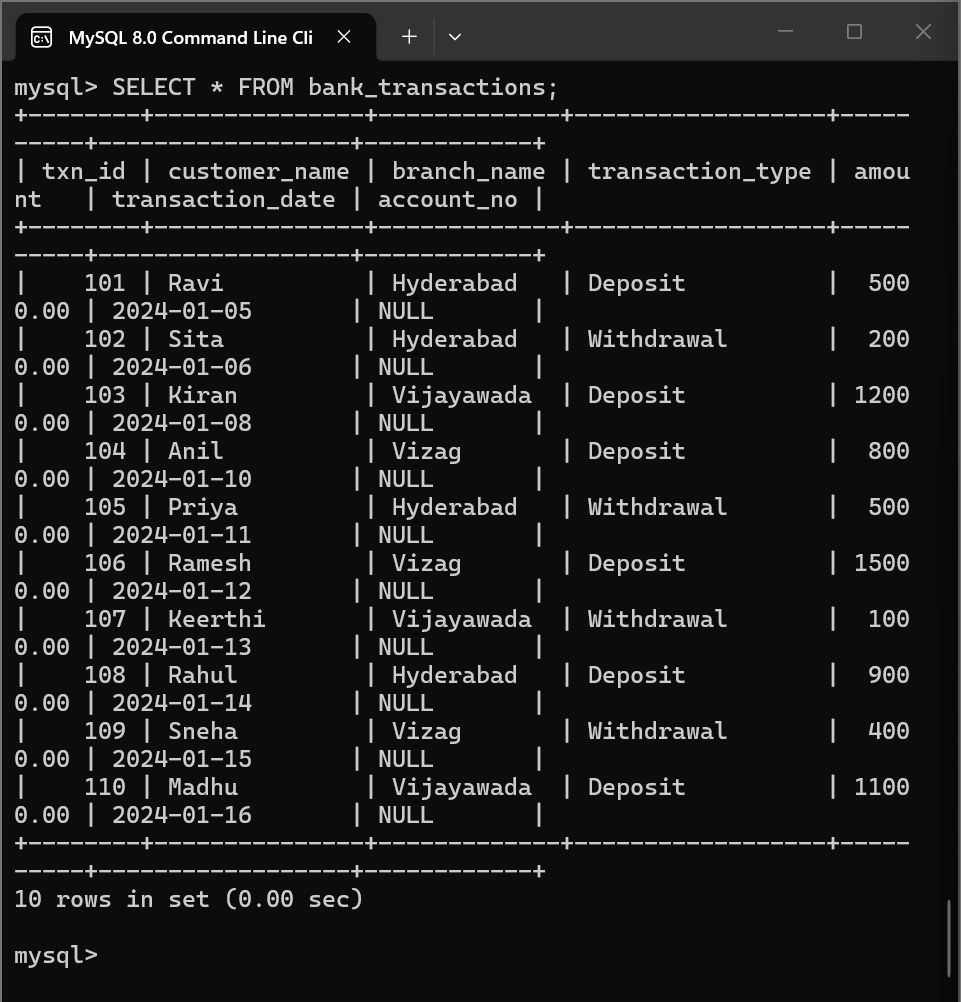 MySQL 8.0 Command Line Cli
mysql> SELECT * FROM bank_transactions;
+--------+---------------+-------------+------------------+-----
-----+------------------+------------+
| txn_id | customer_name | branch_name | transaction_type | amou
nt   | transaction_date | account_no |
+--------+---------------+-------------+------------------+-----
-----+------------------+------------+
|    101 | Ravi          | Hyderabad   | Deposit          |  500
0.00 | 2024-01-05       | NULL       |
|    102 | Sita          | Hyderabad   | Withdrawal       |  200
0.00 | 2024-01-06       | NULL       |
|    103 | Kiran         | Vijayawada  | Deposit          | 1200
0.00 | 2024-01-08       | NULL       |
|    104 | Anil          | Vizag       | Deposit          |  800
0.00 | 2024-01-10       | NULL       |
|    105 | Priya         | Hyderabad   | Withdrawal       |  500
0.00 | 2024-01-11       | NULL       |
|    106 | Ramesh        | Vizag       | Deposit          | 1500
0.00 | 2024-01-12       | NULL       |
|    107 | Keerthi       | Vijayawada  | Withdrawal       |  100
0.00 | 2024-01-13       | NULL       |
|    108 | Rahul         | Hyderabad   | Deposit          |  900
0.00 | 2024-01-14       | NULL       |
|    109 | Sneha         | Vizag       | Withdrawal       |  400
0.00 | 2024-01-15       | NULL       |
|    110 | Madhu         | Vijayawada  | Deposit          | 1100
0.00 | 2024-01-16       | NULL       |
+--------+---------------+-------------+------------------+-----
-----+------------------+------------+
10 rows in set (0.00 sec)
mysql>